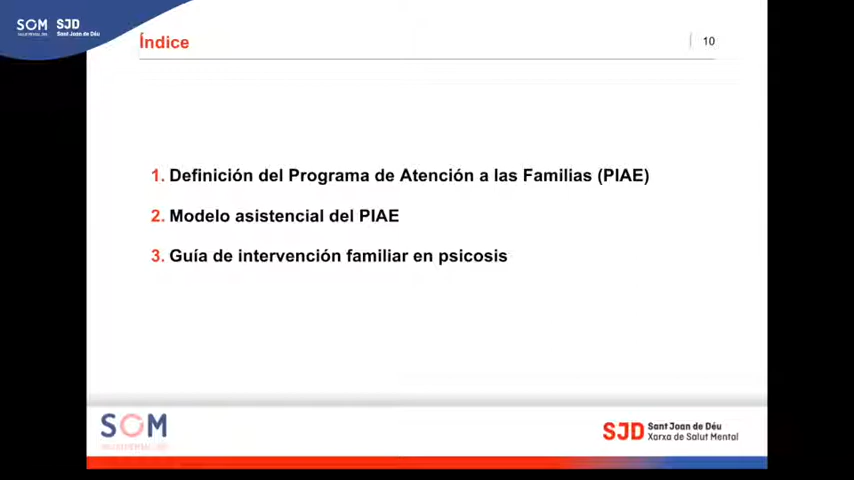 SOM SJD
Sant Joan de Déu
Índice
10
1. Definición del Programa de Atención a las Familias (PIAE)
2. Modelo asistencial del PIAE
3. Guía de intervención familiar en psicosis
SOM
SJD Sant Joan de Déu
Xarxa de Salut Mental